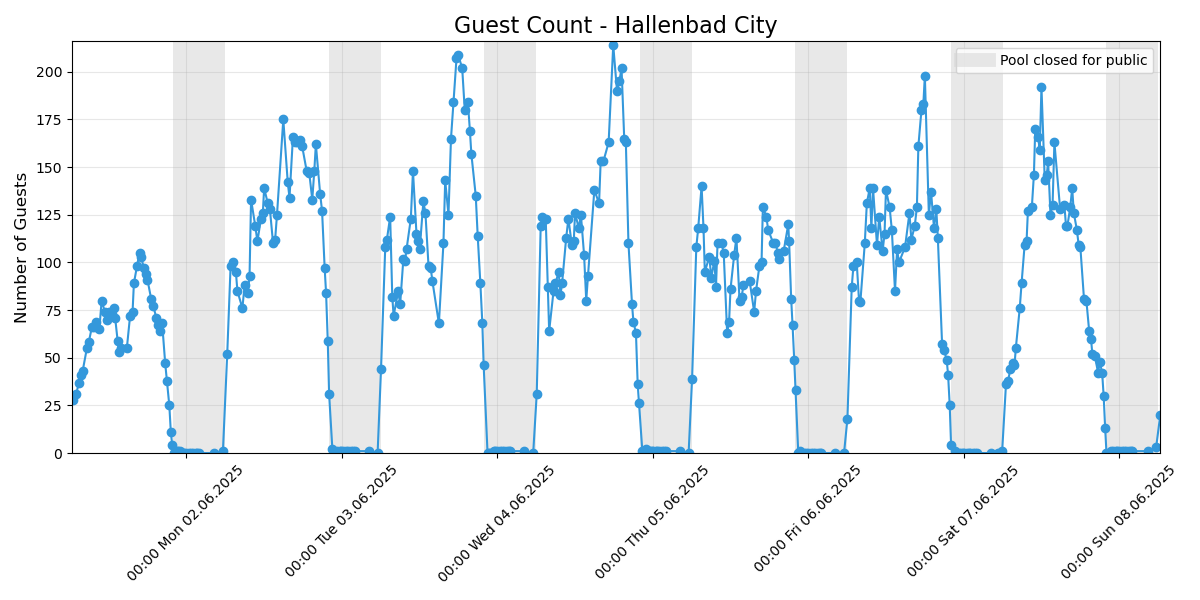 Guest Count - Hallenbad City
Pool closed for public
Number of Guests
200
175
150
125
100
75
50
25
0
00:00 Mon 02.06.2025
00:00 Tue 03.06.2025
00:00 Wed 04.06.2025
00:00 Thu 05.06.2025
00:00 Fri 06.06.2025
00:00 Sat 07.06.2025
00:00 Sun 08.06.2025